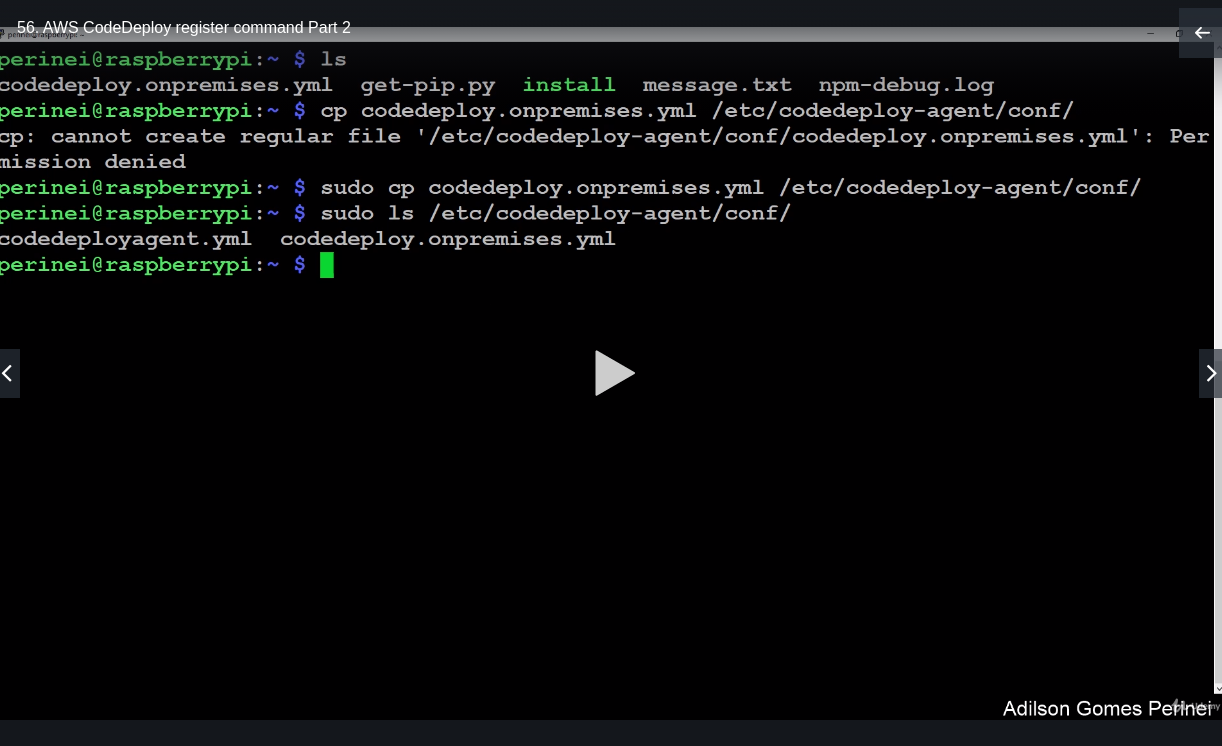 56. AWS CodeDeploy register command Part 2
perinei@raspberrypi:~ $ ls
codedeploy.onpremises.yml  get-pip.py  install  message.txt  npm-debug.log
perinei@raspberrypi:~ $ cp codedeploy.onpremises.yml /etc/codedeploy-agent/conf/
cp: cannot create regular file '/etc/codedeploy-agent/conf/codedeploy.onpremises.yml': Per
mission denied
perinei@raspberrypi:~ $ sudo cp codedeploy.onpremises.yml /etc/codedeploy-agent/conf/
perinei@raspberrypi:~ $ sudo ls /etc/codedeploy-agent/conf/
codedeployagent.yml  codedeploy.onpremises.yml
perinei@raspberrypi:~ $
Adilson Gomes Perinei